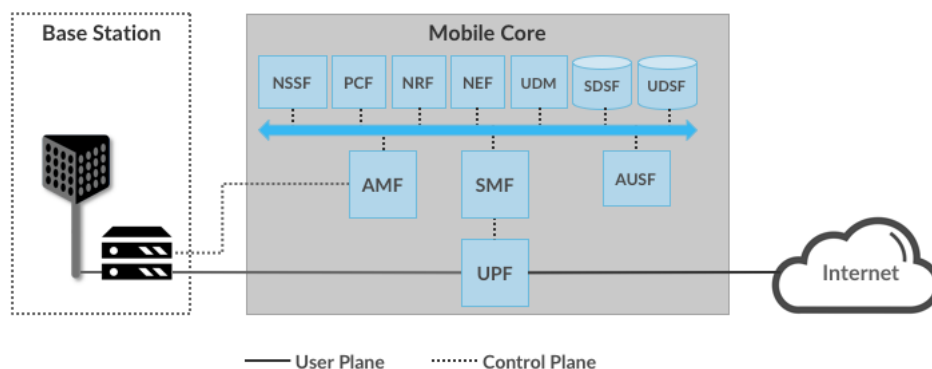 Base Station
Mobile Core
NSSF PCF NRF NEF UDM SDSF UDSF
AMF SMF AUSF
UPF
Internet
User Plane Control Plane